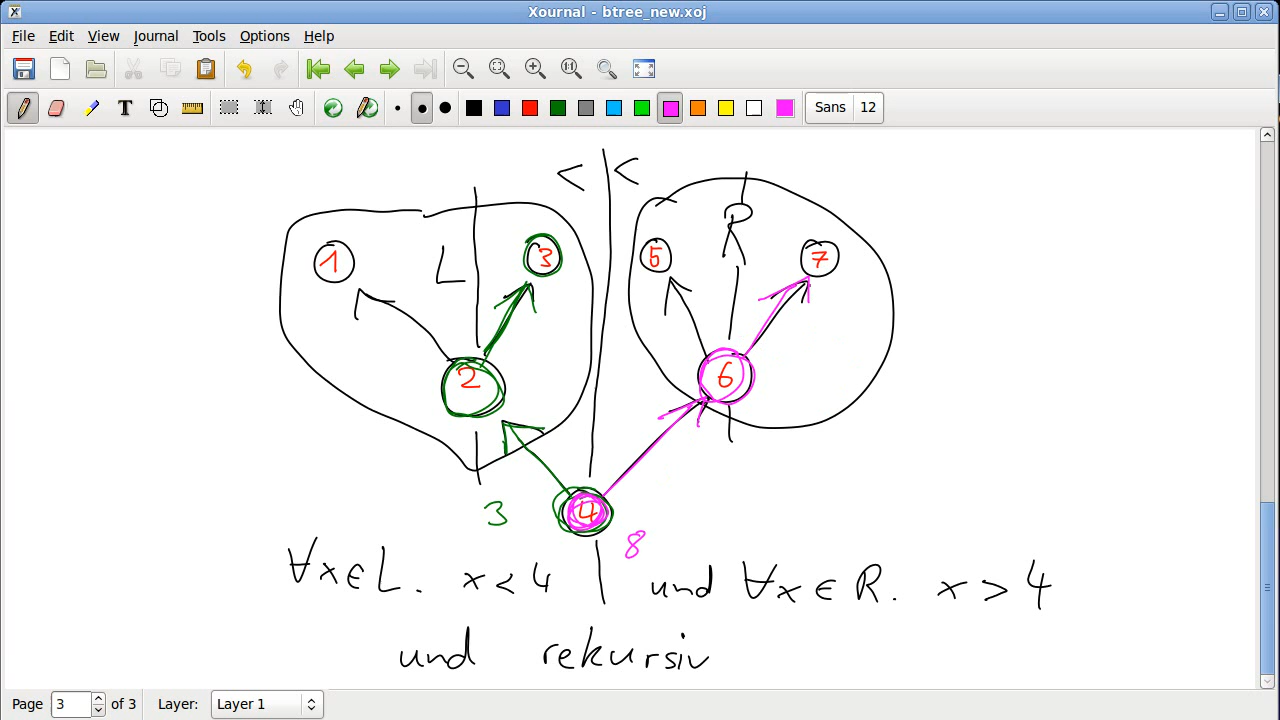 Xournal - btree_new.xoj
File Edit View Journal Tools Options Help
Sans 12
< <
L R
1 3 5 7
2 6
3 4 8
∀x∈L. x<4 und ∀x∈R. x>4
und rekursiv
Page 3 of 3 Layer: Layer 1